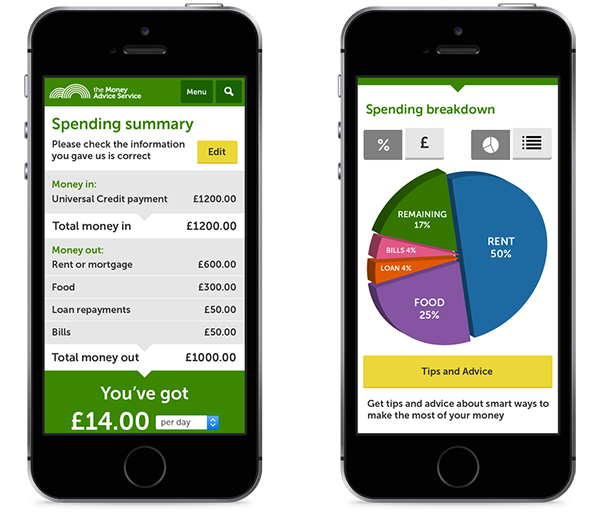 the Money
Advice Service
Menu
Spending summary
Please check the information
you gave us is correct
Edit
Money in:
Universal Credit payment £1200.00
Total money in £1200.00
Money out:
Rent or mortgage £600.00
Food £300.00
Loan repayments £50.00
Bills £50.00
Total money out £1000.00
You've got
£14.00 per day
Spending breakdown
% £
REMAINING
17%
BILLS 4%
LOAN 4%
RENT
50%
FOOD
25%
Tips and Advice
Get tips and advice about smart ways to
make the most of your money